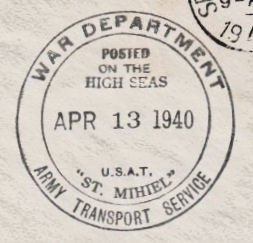 WAR DEPARTMENT
POSTED
ON THE
HIGH SEAS
APR 13 1940
U.S.A.T.
"ST. MIHIEL"
ARMY TRANSPORT SERVICE